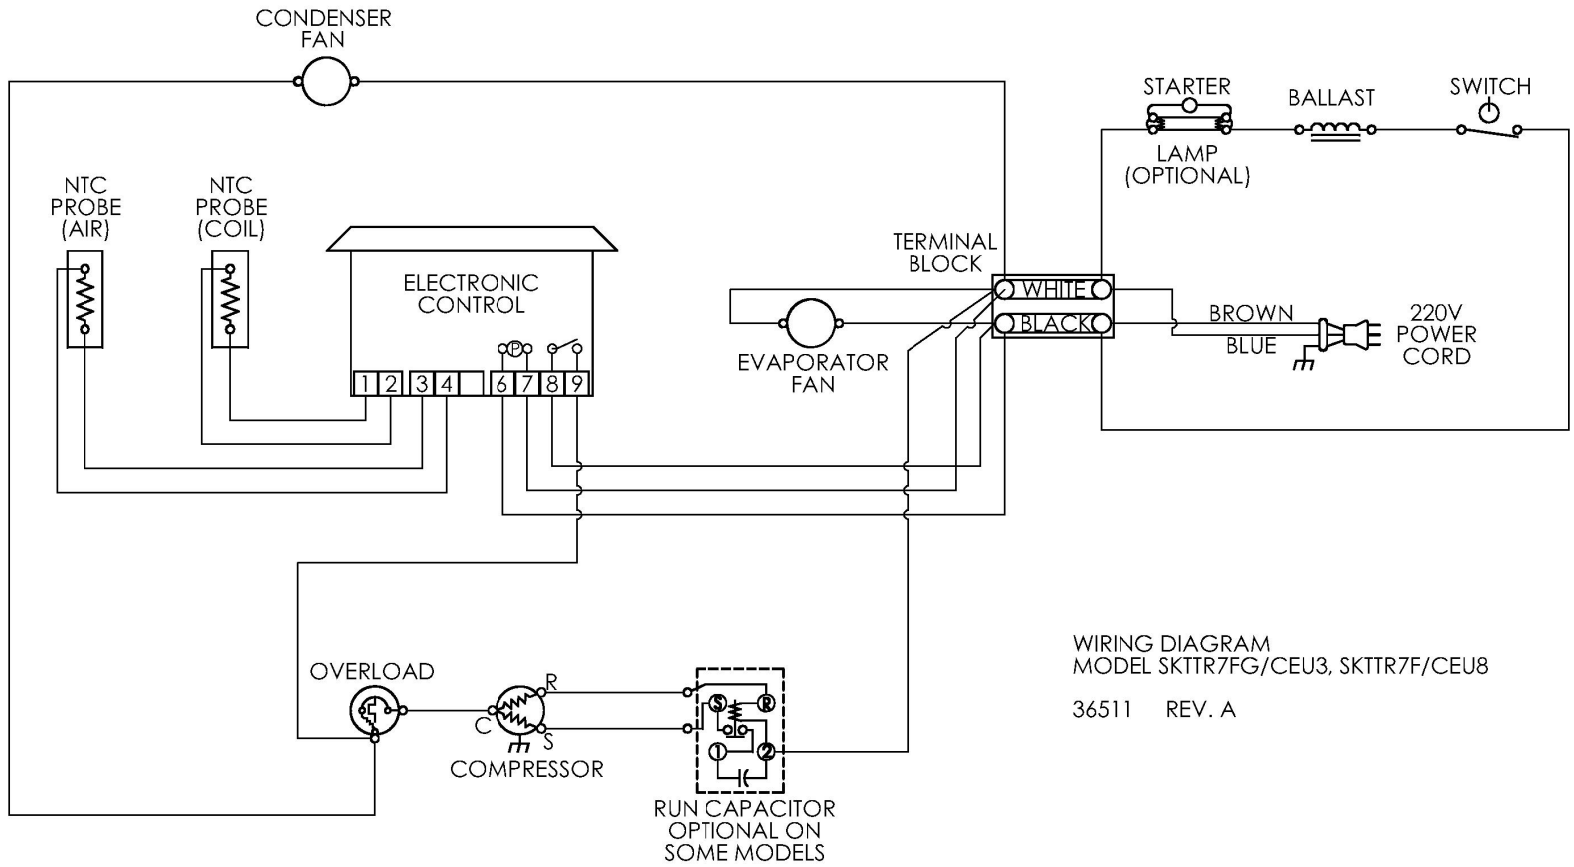 CONDENSER
FAN
STARTER
BALLAST
SWITCH
LAMP
(OPTIONAL)
NTC
PROBE
(AIR)
NTC
PROBE
(COIL)
ELECTRONIC
CONTROL
P
1 2 3 4 6 7 8 9
TERMINAL
BLOCK
WHITE
BLACK
EVAPORATOR
FAN
BROWN
BLUE
220V
POWER
CORD
OVERLOAD
C
R
S
COMPRESSOR
S
R
1
2
RUN CAPACITOR
OPTIONAL ON
SOME MODELS
WIRING DIAGRAM
MODEL SKTTR7FG/CEU3, SKTTR7F/CEU8
36511 REV. A